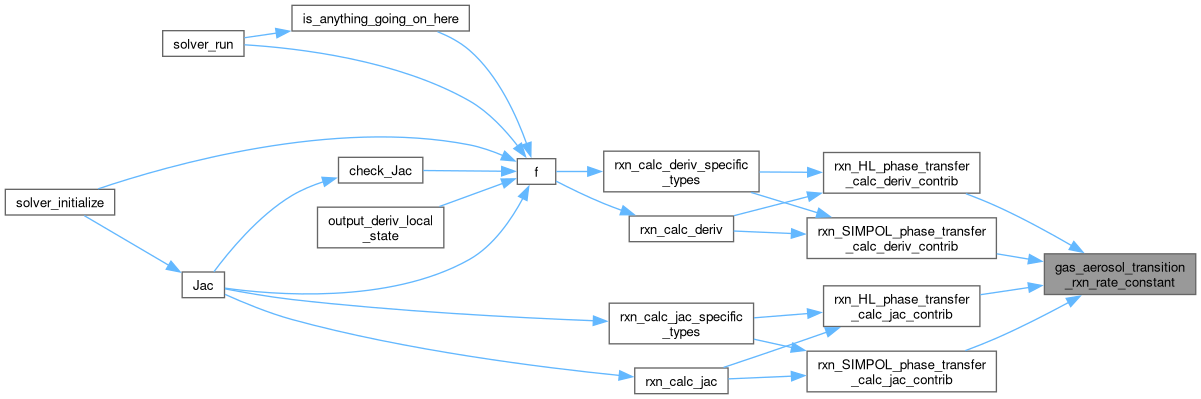 is_anything_going_on_here
solver_run
solver_initialize
check_Jac
output_deriv_local
_state
Jac
f
rxn_calc_deriv_specific
_types
rxn_calc_deriv
rxn_calc_jac_specific
_types
rxn_calc_jac
rxn_HL_phase_transfer
_calc_deriv_contrib
rxn_SIMPOL_phase_transfer
_calc_deriv_contrib
rxn_HL_phase_transfer
_calc_jac_contrib
rxn_SIMPOL_phase_transfer
_calc_jac_contrib
gas_aerosol_transition
_rxn_rate_constant